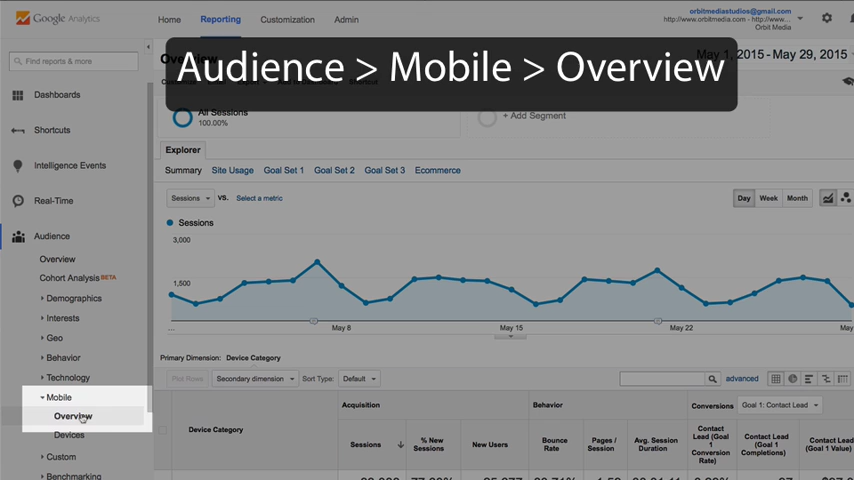 Google Analytics
Home Reporting Customization Admin
orbitmediastudios@gmail.com
http://www.orbitmedia.com - http://www...
Orbit Media
Find reports & more
Audience > Mobile > Overview
May 1, 2015 - May 29, 2015
All Sessions
100.00%
+ Add Segment
Dashboards
Shortcuts
Intelligence Events
Real-Time
Audience
Overview
Cohort Analysis BETA
Demographics
Interests
Geo
Behavior
Technology
Mobile
Overview
Devices
Custom
Benchmarking
Explorer
Summary Site Usage Goal Set 1 Goal Set 2 Goal Set 3 Ecommerce
Sessions VS. Select a metric
Day Week Month
Sessions
3,000
1,500
... May 8 May 15 May 22
Primary Dimension: Device Category
Plot Rows Secondary dimension Sort Type: Default
advanced
Device Category
Acquisition
Behavior
Conversions Goal 1: Contact Lead
Sessions
% New Sessions
New Users
Bounce Rate
Pages / Session
Avg. Session Duration
Contact Lead (Goal 1 Conversion Rate)
Contact Lead (Goal 1 Completions)
Contact Lead (Goal 1 Value)